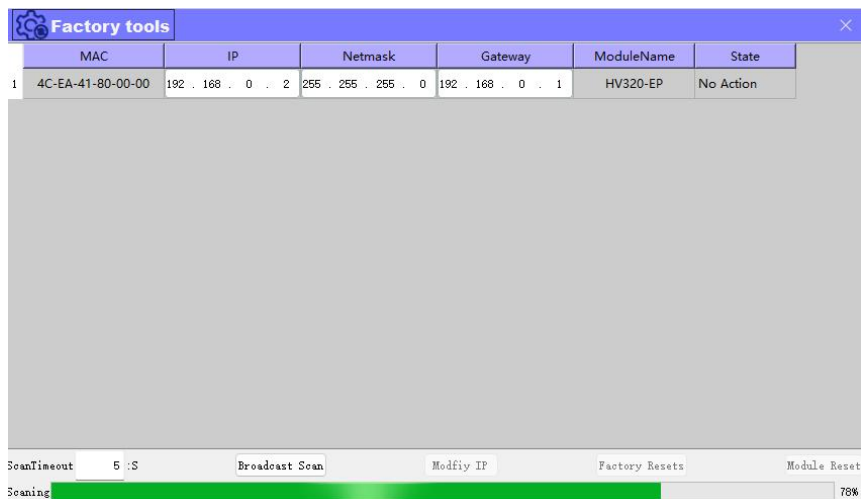 Factory tools
MAC IP Netmask Gateway ModuleName State
1 4C-EA-41-80-00-00 192 . 168 . 0 . 2 255 . 255 . 255 . 0 192 . 168 . 0 . 1 HV320-EP No Action
ScanTimeout 5 :S Broadcast Scan Modfiy IP Factory Resets Module Reset
Scaning 78%